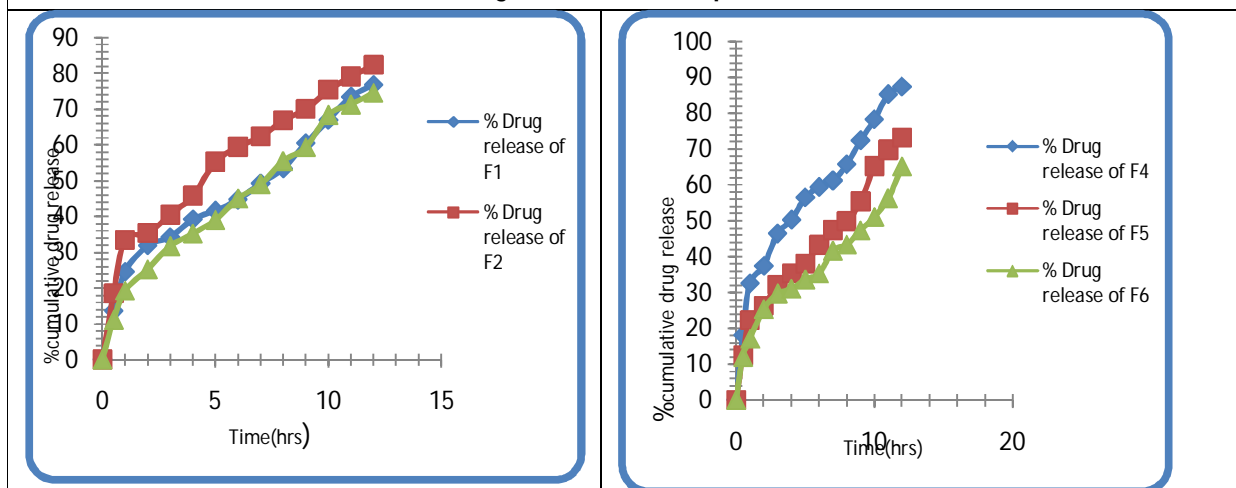 90
80
70
60
50
40
30
20
10
0
%cumulative drug release
0
5
10
15
Time(hrs)
% Drug
release of
F1
% Drug
release of
F2
100
90
80
70
60
50
40
30
20
10
0
%cumulative drug release
0
10
20
Time(hrs)
% Drug
release of F4
% Drug
release of F5
% Drug
release of F6